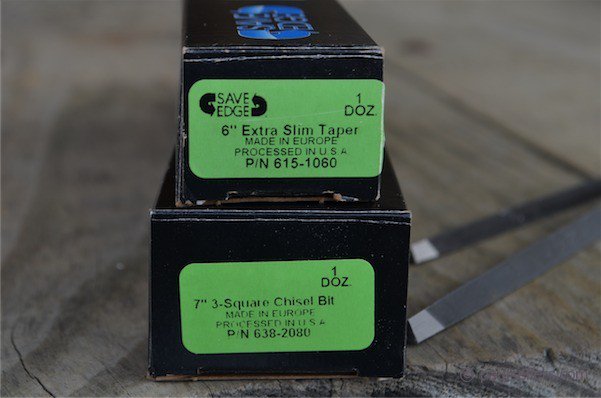 SAVE
EDGE
1
DOZ.
6" Extra Slim Taper
MADE IN EUROPE
PROCESSED IN U.S.A
P/N 615-1060
1
DOZ.
7" 3-Square Chisel Bit
MADE IN EUROPE
PROCESSED IN U.S.A
P/N 638-2080